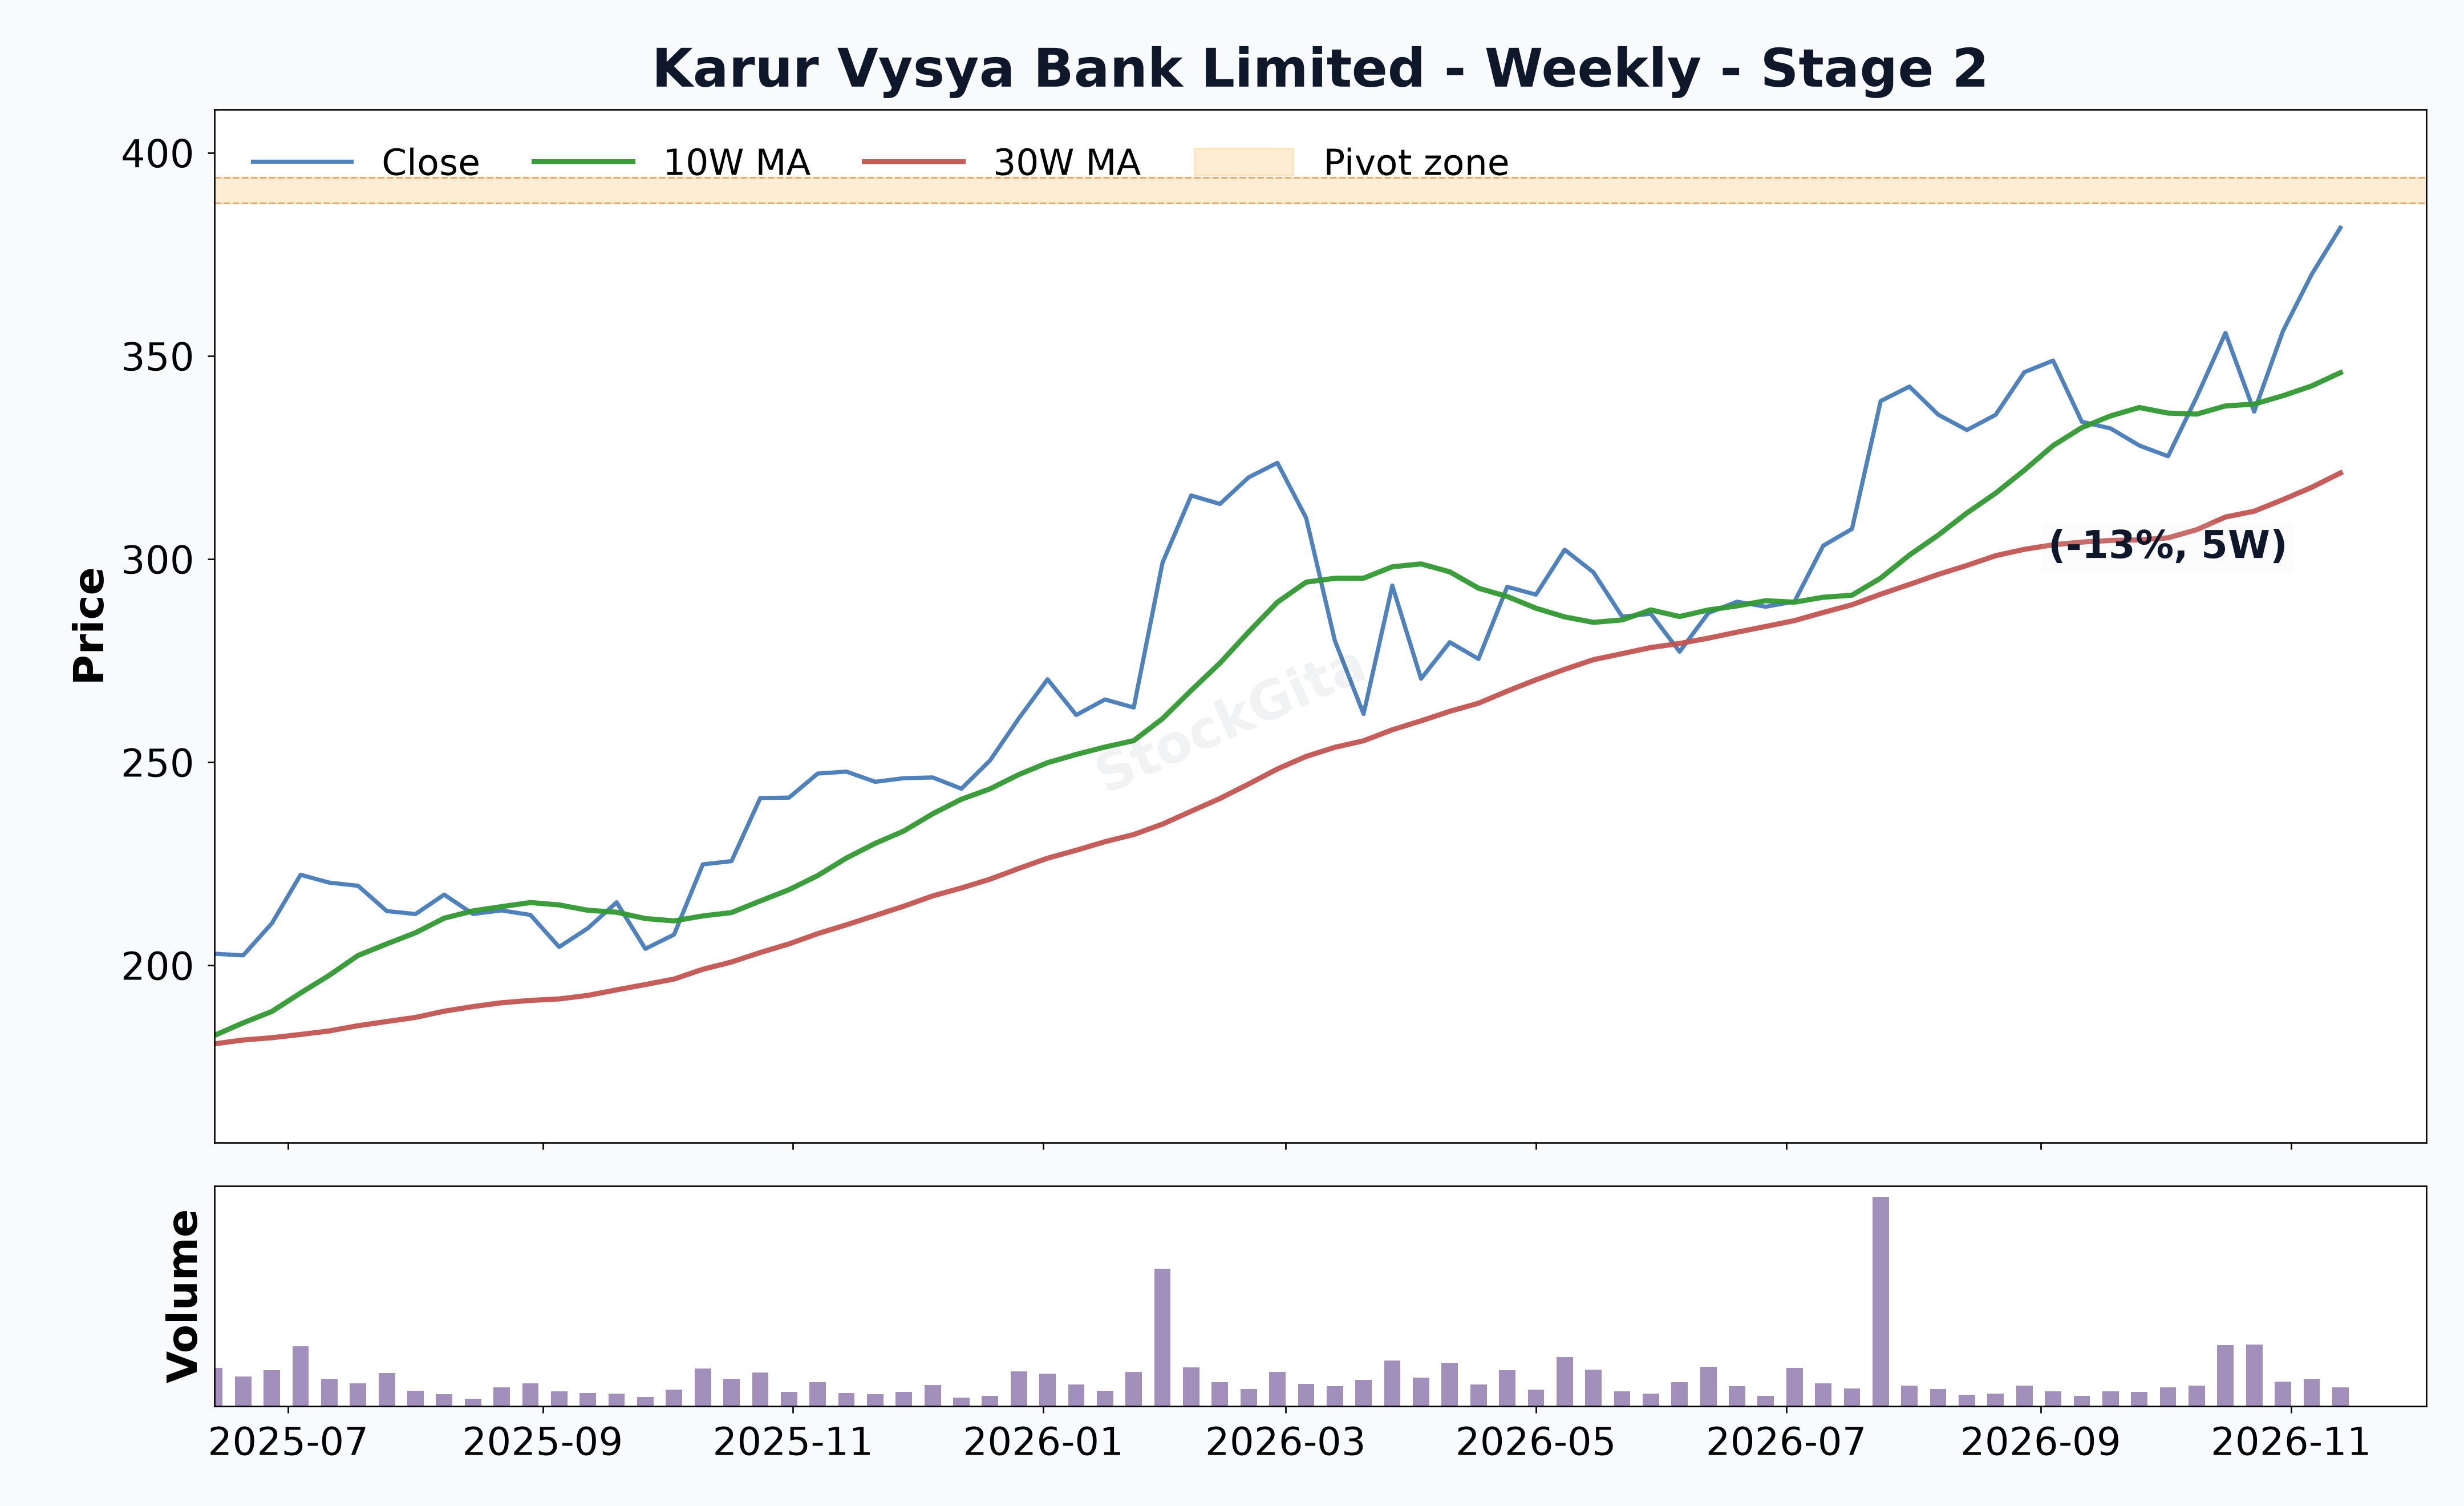 Karur Vysya Bank Limited - Weekly - Stage 2
Close 10W MA 30W MA Pivot zone
400
350
300
250
200
Price
(-13%, 5W)
StockGita
Volume
2025-07 2025-09 2025-11 2026-01 2026-03 2026-05 2026-07 2026-09 2026-11